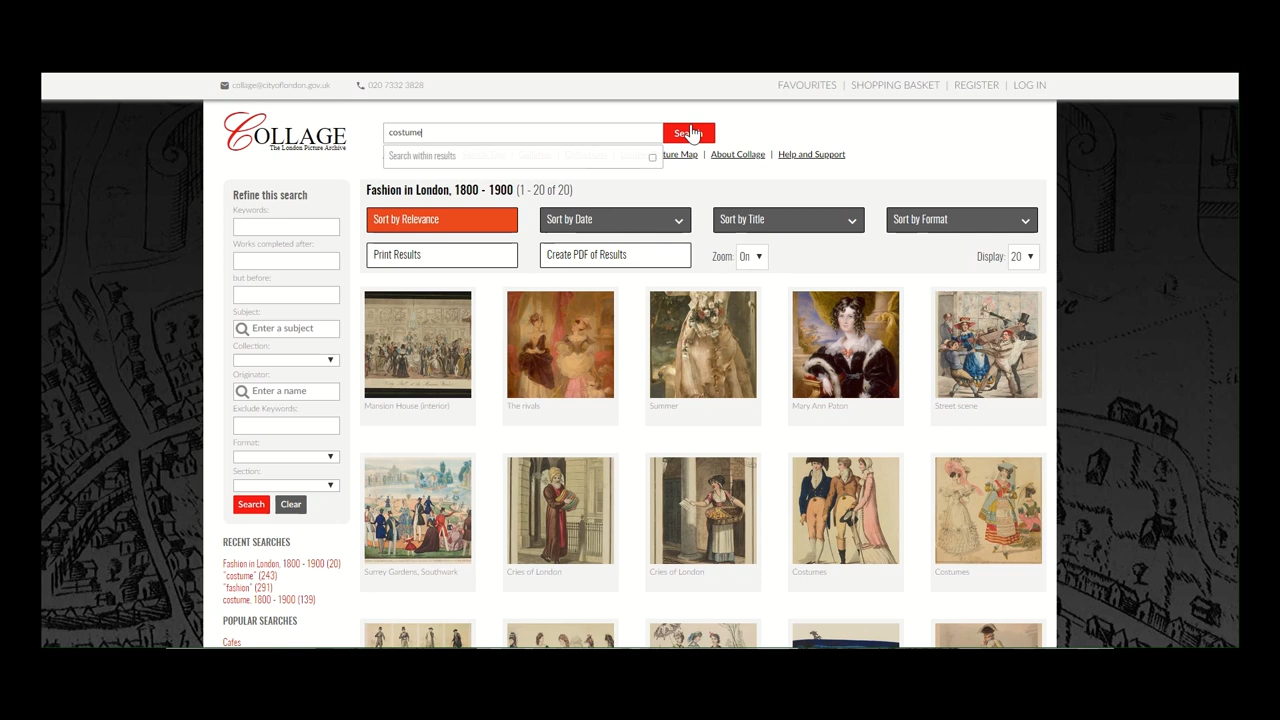 collage@cityoflondon.gov.uk 020 7332 3828 FAVOURITES | SHOPPING BASKET | REGISTER | LOG IN
COLLAGE
The London Picture Archive
costume
Search within results
ture Map | About Collage | Help and Support
Refine this search
Keywords:
Works completed after:
but before:
Subject:
Enter a subject
Collection:
Originator:
Enter a name
Exclude Keywords:
Format:
Section:
Search Clear
RECENT SEARCHES
Fashion in London, 1800 - 1900 (20)
"costume" (243)
"fashion" (291)
costume, 1800 - 1900 (139)
POPULAR SEARCHES
Cafes
Fashion in London, 1800 - 1900 (1 - 20 of 20)
Sort by Relevance Sort by Date Sort by Title Sort by Format
Print Results Create PDF of Results Zoom: On Display: 20
Mansion House (interior) The rivals Summer Mary Ann Paton Street scene
Surrey Gardens, Southwark Cries of London Cries of London Costumes Costumes